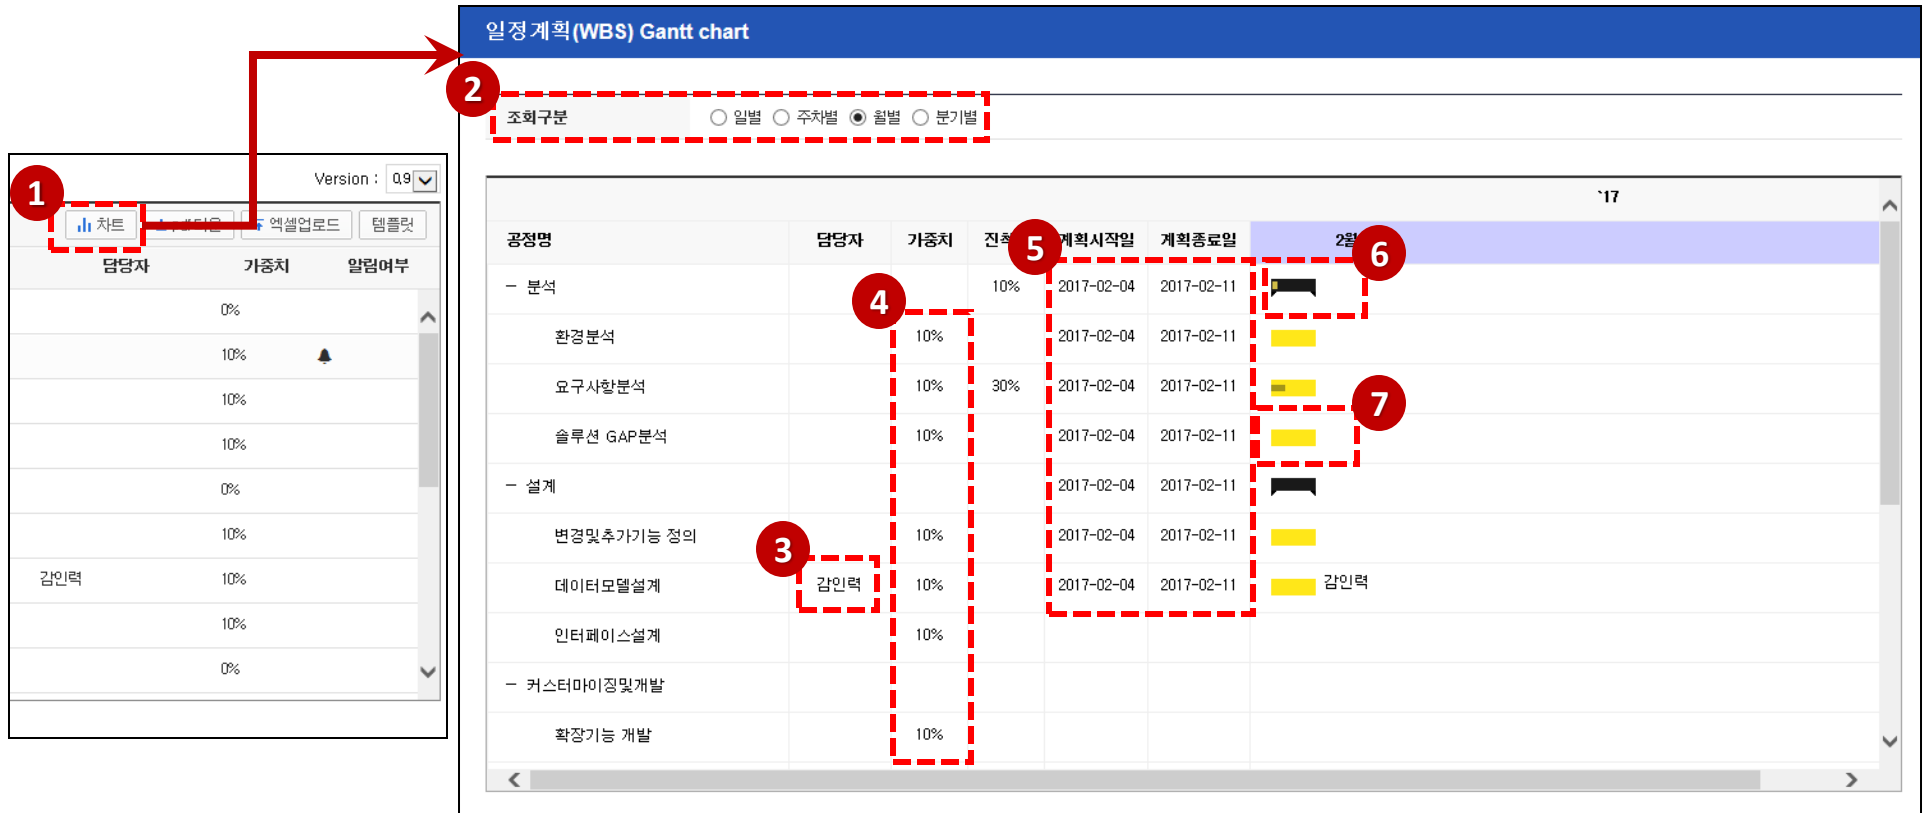 일정계획(WBS) Gantt chart
2
조회구분 일별 주차별 월별 분기별
1
Version : 0.9
차트 엑셀업로드 템플릿
담당자 가중치 알림여부
0%
10%
10%
10%
0%
10%
감인력 10%
10%
0%
`17
공정명 담당자 가중치 계획시작일 계획종료일 2월
5
6
- 분석 10% 2017-02-04 2017-02-11
4
환경분석 10% 2017-02-04 2017-02-11
요구사항분석 10% 30% 2017-02-04 2017-02-11
7
솔루션 GAP분석 10% 2017-02-04 2017-02-11
- 설계 2017-02-04 2017-02-11
변경및추가기능 정의 10% 2017-02-04 2017-02-11
3
데이터모델설계 감인력 10% 2017-02-04 2017-02-11 감인력
인터페이스설계 10%
- 커스터마이징및개발
확장기능 개발 10%